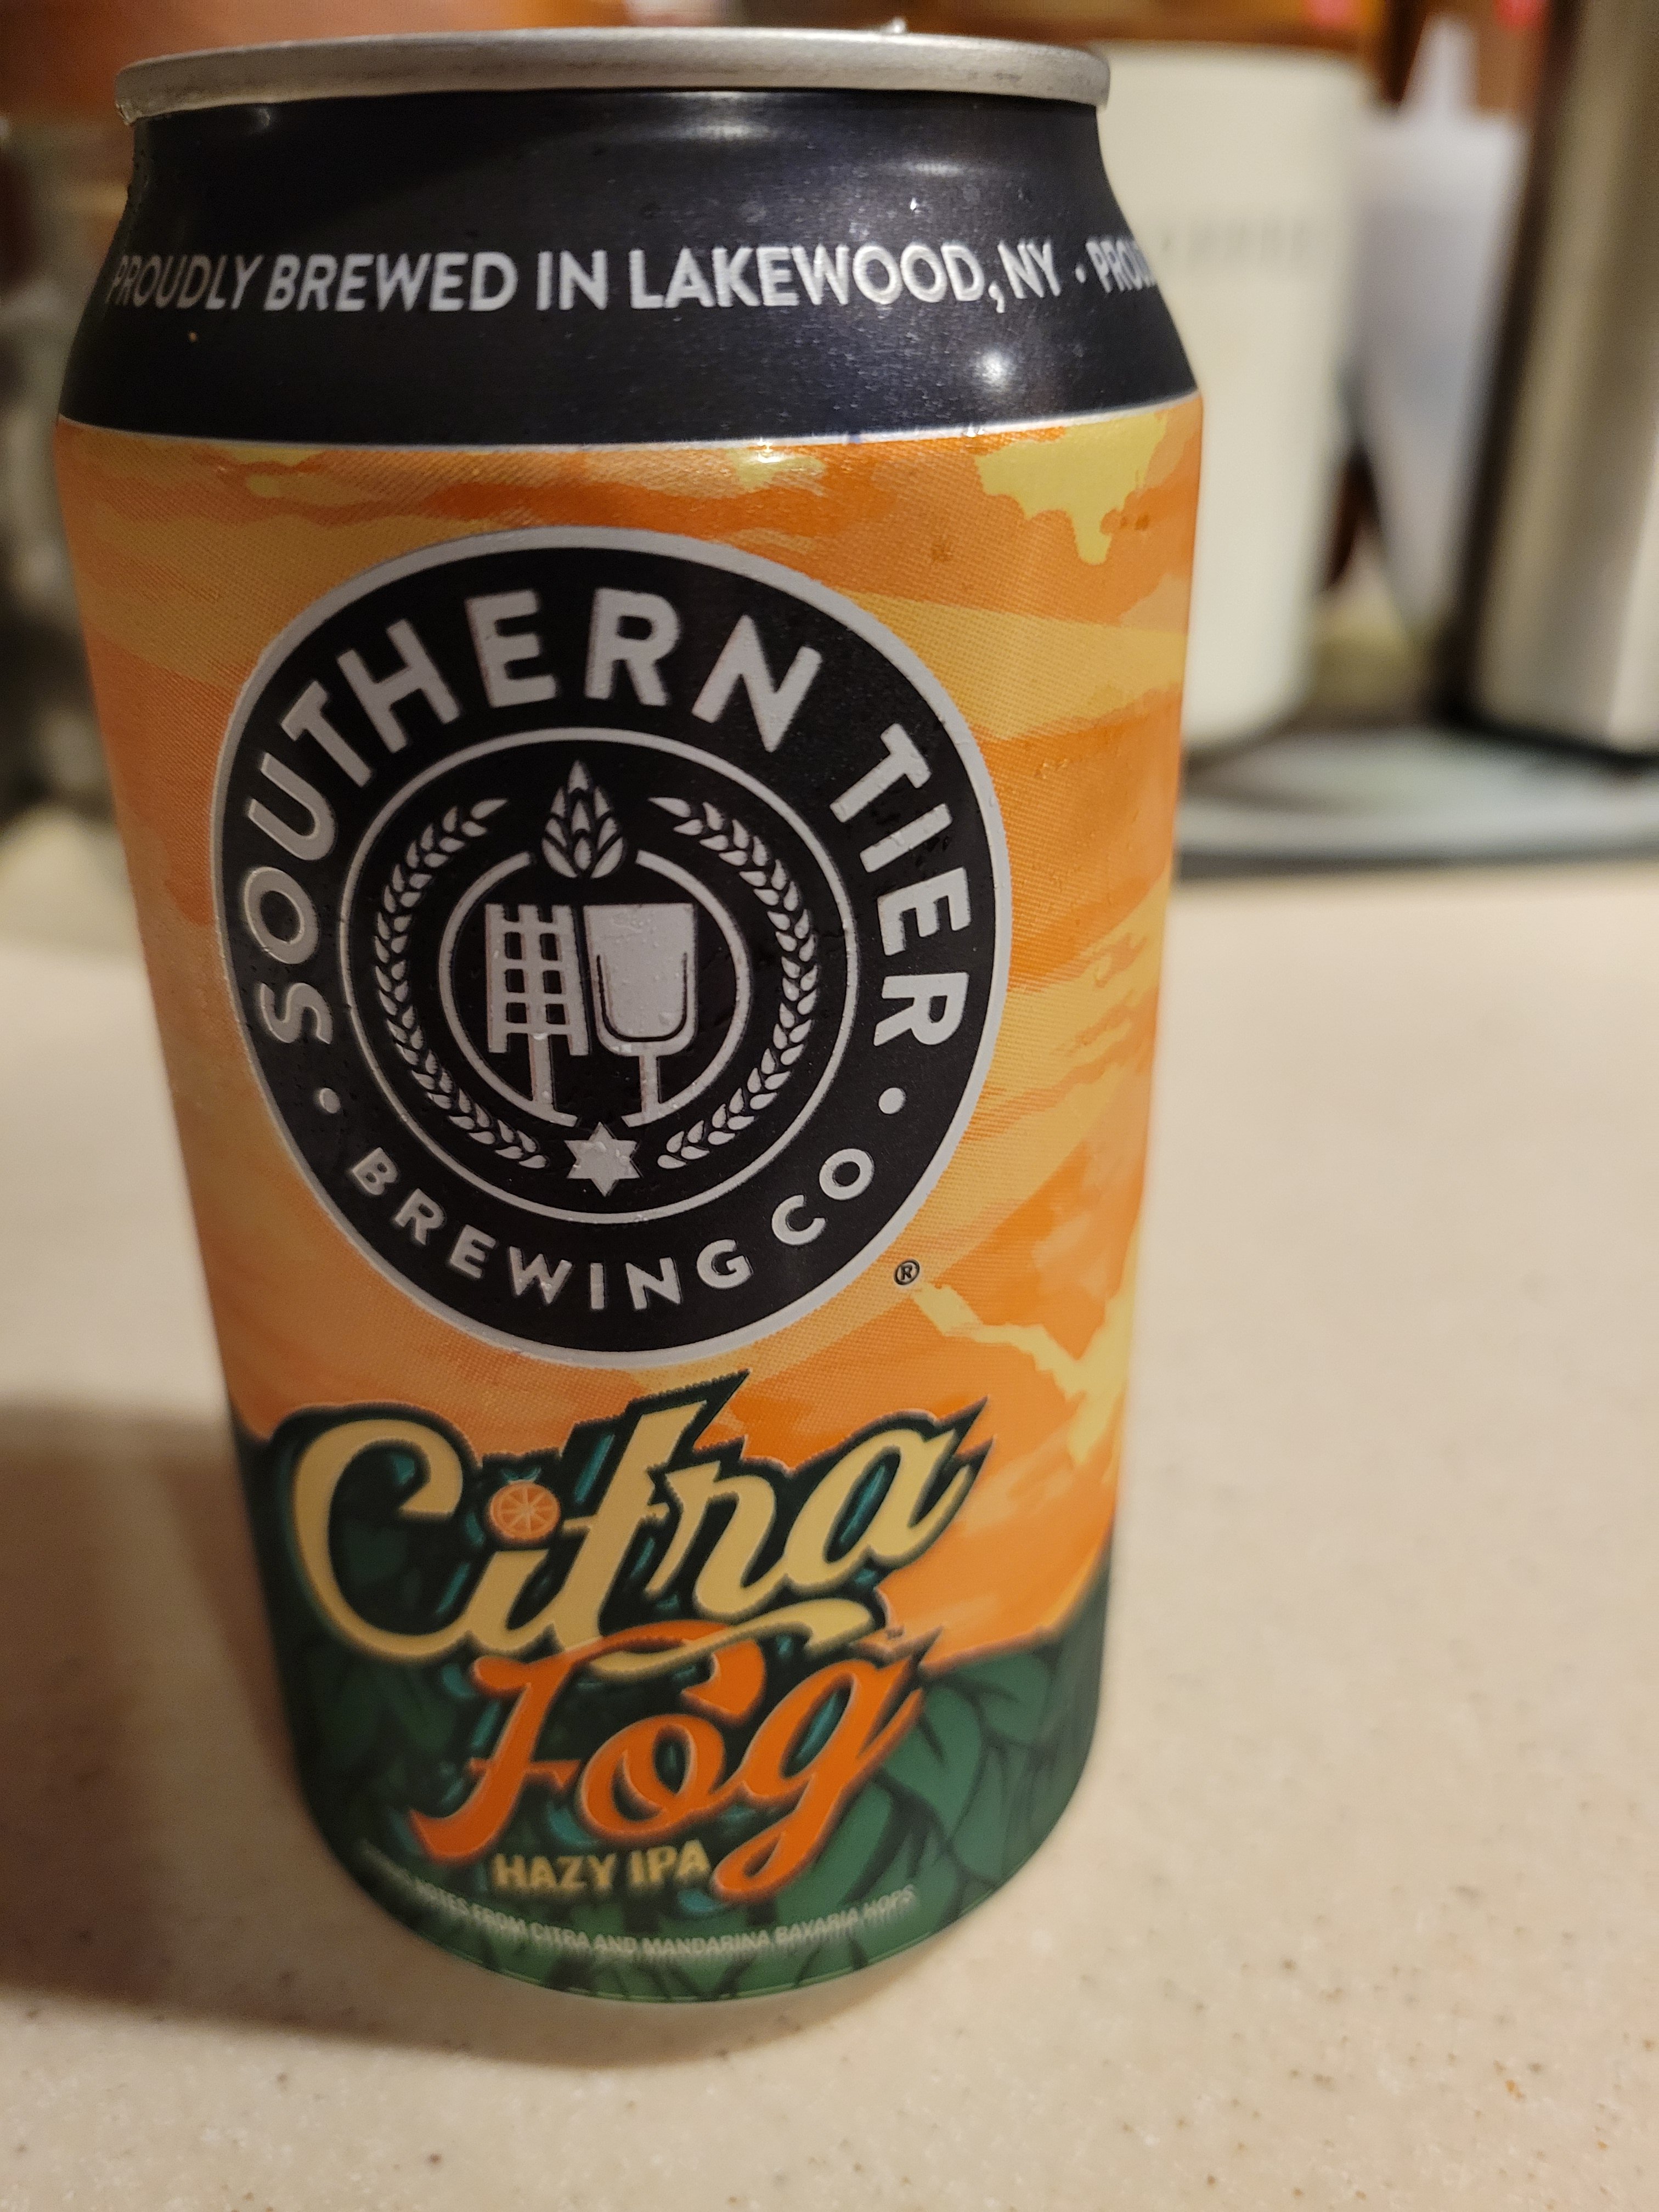 PROUDLY BREWED IN LAKEWOOD, NY •
SOUTHERN TIER
• BREWING CO •
®
Citra
Fog
HAZY IPA
NOTES FROM CITRA AND MANDARINA BAVARIA HOPS